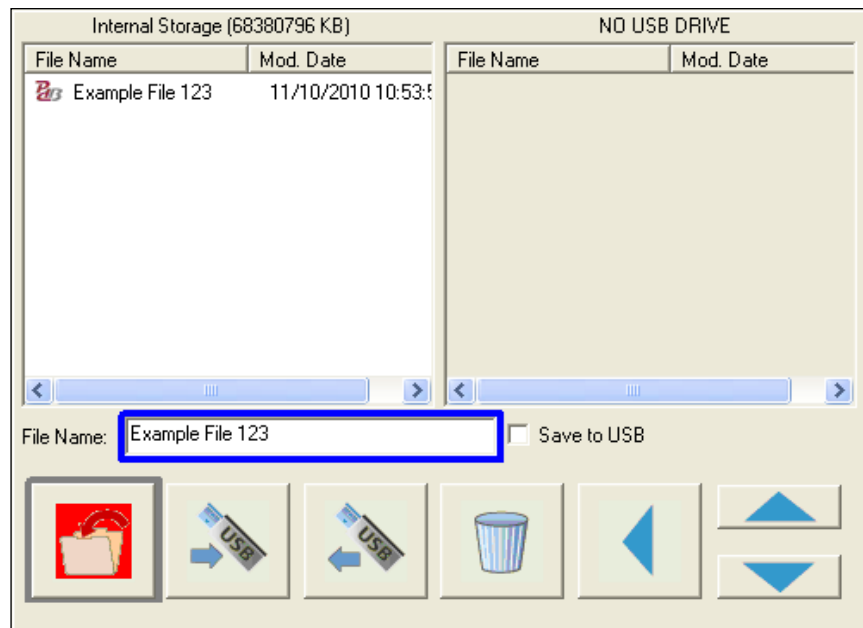 Internal Storage (68380796 KB)
NO USB DRIVE
File Name Mod. Date
File Name Mod. Date
Example File 123 11/10/2010 10:53:5
File Name: Example File 123 Save to USB
USB
USB